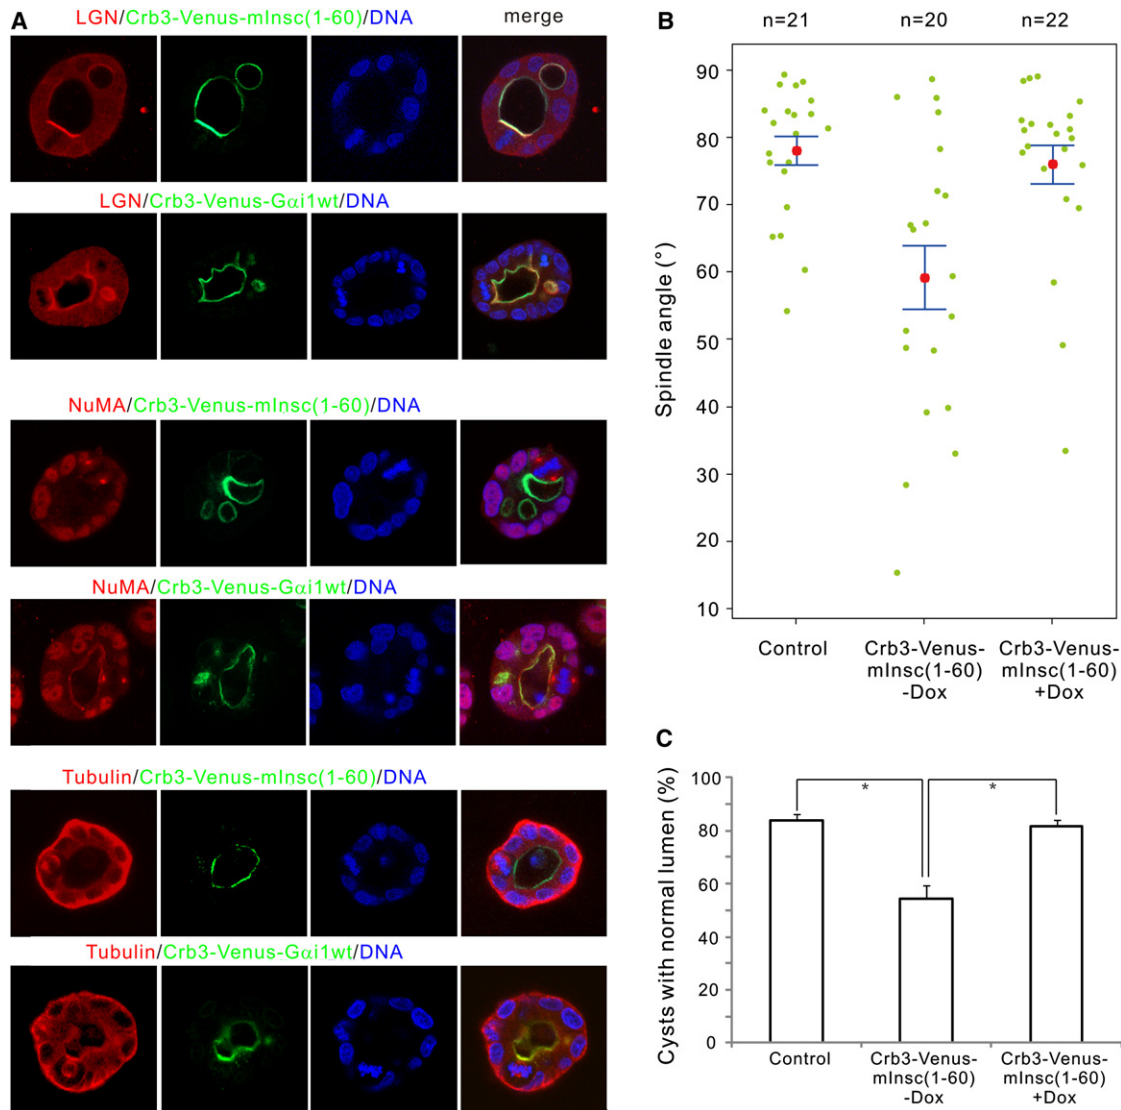 A
LGN/Crb3-Venus-mInsc(1-60)/DNA
merge
LGN/Crb3-Venus-Gαi1wt/DNA
NuMA/Crb3-Venus-mInsc(1-60)/DNA
NuMA/Crb3-Venus-Gαi1wt/DNA
Tubulin/Crb3-Venus-mInsc(1-60)/DNA
Tubulin/Crb3-Venus-Gαi1wt/DNA
B
n=21 n=20 n=22
Spindle angle (°)
90
80
70
60
50
40
30
20
10
Control
Crb3-Venus-
mInsc(1-60)
-Dox
Crb3-Venus-
mInsc(1-60)
+Dox
C
Cysts with normal lumen (%)
100
80
60
40
20
0
* *
Control
Crb3-Venus-
mInsc(1-60)
-Dox
Crb3-Venus-
mInsc(1-60)
+Dox